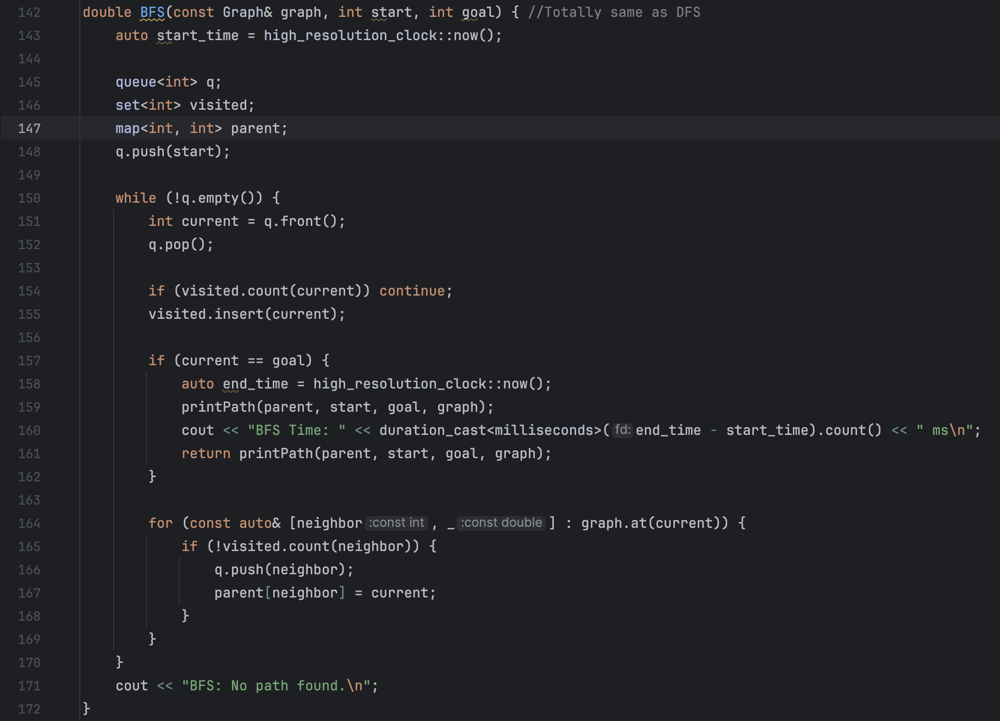 142 double BFS(const Graph& graph, int start, int goal) { //Totally same as DFS
143     auto start_time = high_resolution_clock::now();
144
145     queue<int> q;
146     set<int> visited;
147     map<int, int> parent;
148     q.push(start);
149
150     while (!q.empty()) {
151         int current = q.front();
152         q.pop();
153
154         if (visited.count(current)) continue;
155         visited.insert(current);
156
157         if (current == goal) {
158             auto end_time = high_resolution_clock::now();
159             printPath(parent, start, goal, graph);
160             cout << "BFS Time: " << duration_cast<milliseconds>( fd: end_time - start_time).count() << " ms\n";
161             return printPath(parent, start, goal, graph);
162         }
163
164         for (const auto& [neighbor :const int , _ :const double ] : graph.at(current)) {
165             if (!visited.count(neighbor)) {
166                 q.push(neighbor);
167                 parent[neighbor] = current;
168             }
169         }
170     }
171     cout << "BFS: No path found.\n";
172 }